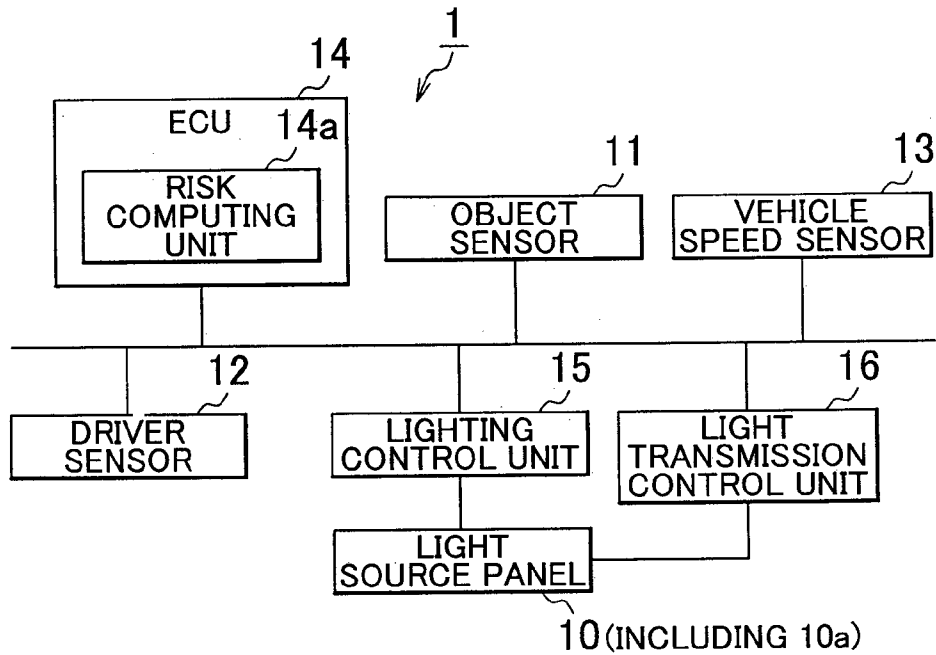 1
14
ECU
14a
RISK
COMPUTING
UNIT
11
OBJECT
SENSOR
13
VEHICLE
SPEED SENSOR
12
DRIVER
SENSOR
15
LIGHTING
CONTROL UNIT
16
LIGHT
TRANSMISSION
CONTROL UNIT
LIGHT
SOURCE PANEL
10 (INCLUDING 10a)